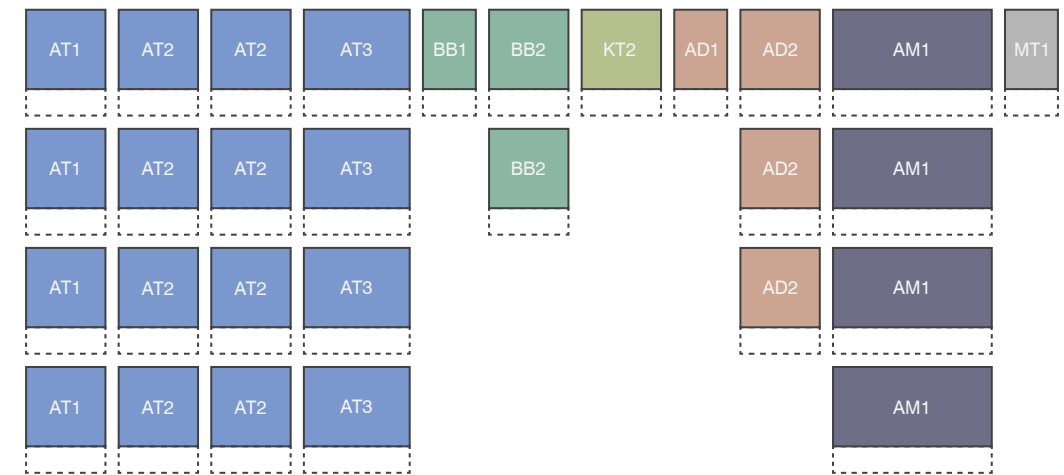 AT1 AT2 AT2 AT3 BB1 BB2 KT2 AD1 AD2 AM1 MT1
AT1 AT2 AT2 AT3 BB2 AD2 AM1
AT1 AT2 AT2 AT3 AD2 AM1
AT1 AT2 AT2 AT3 AM1